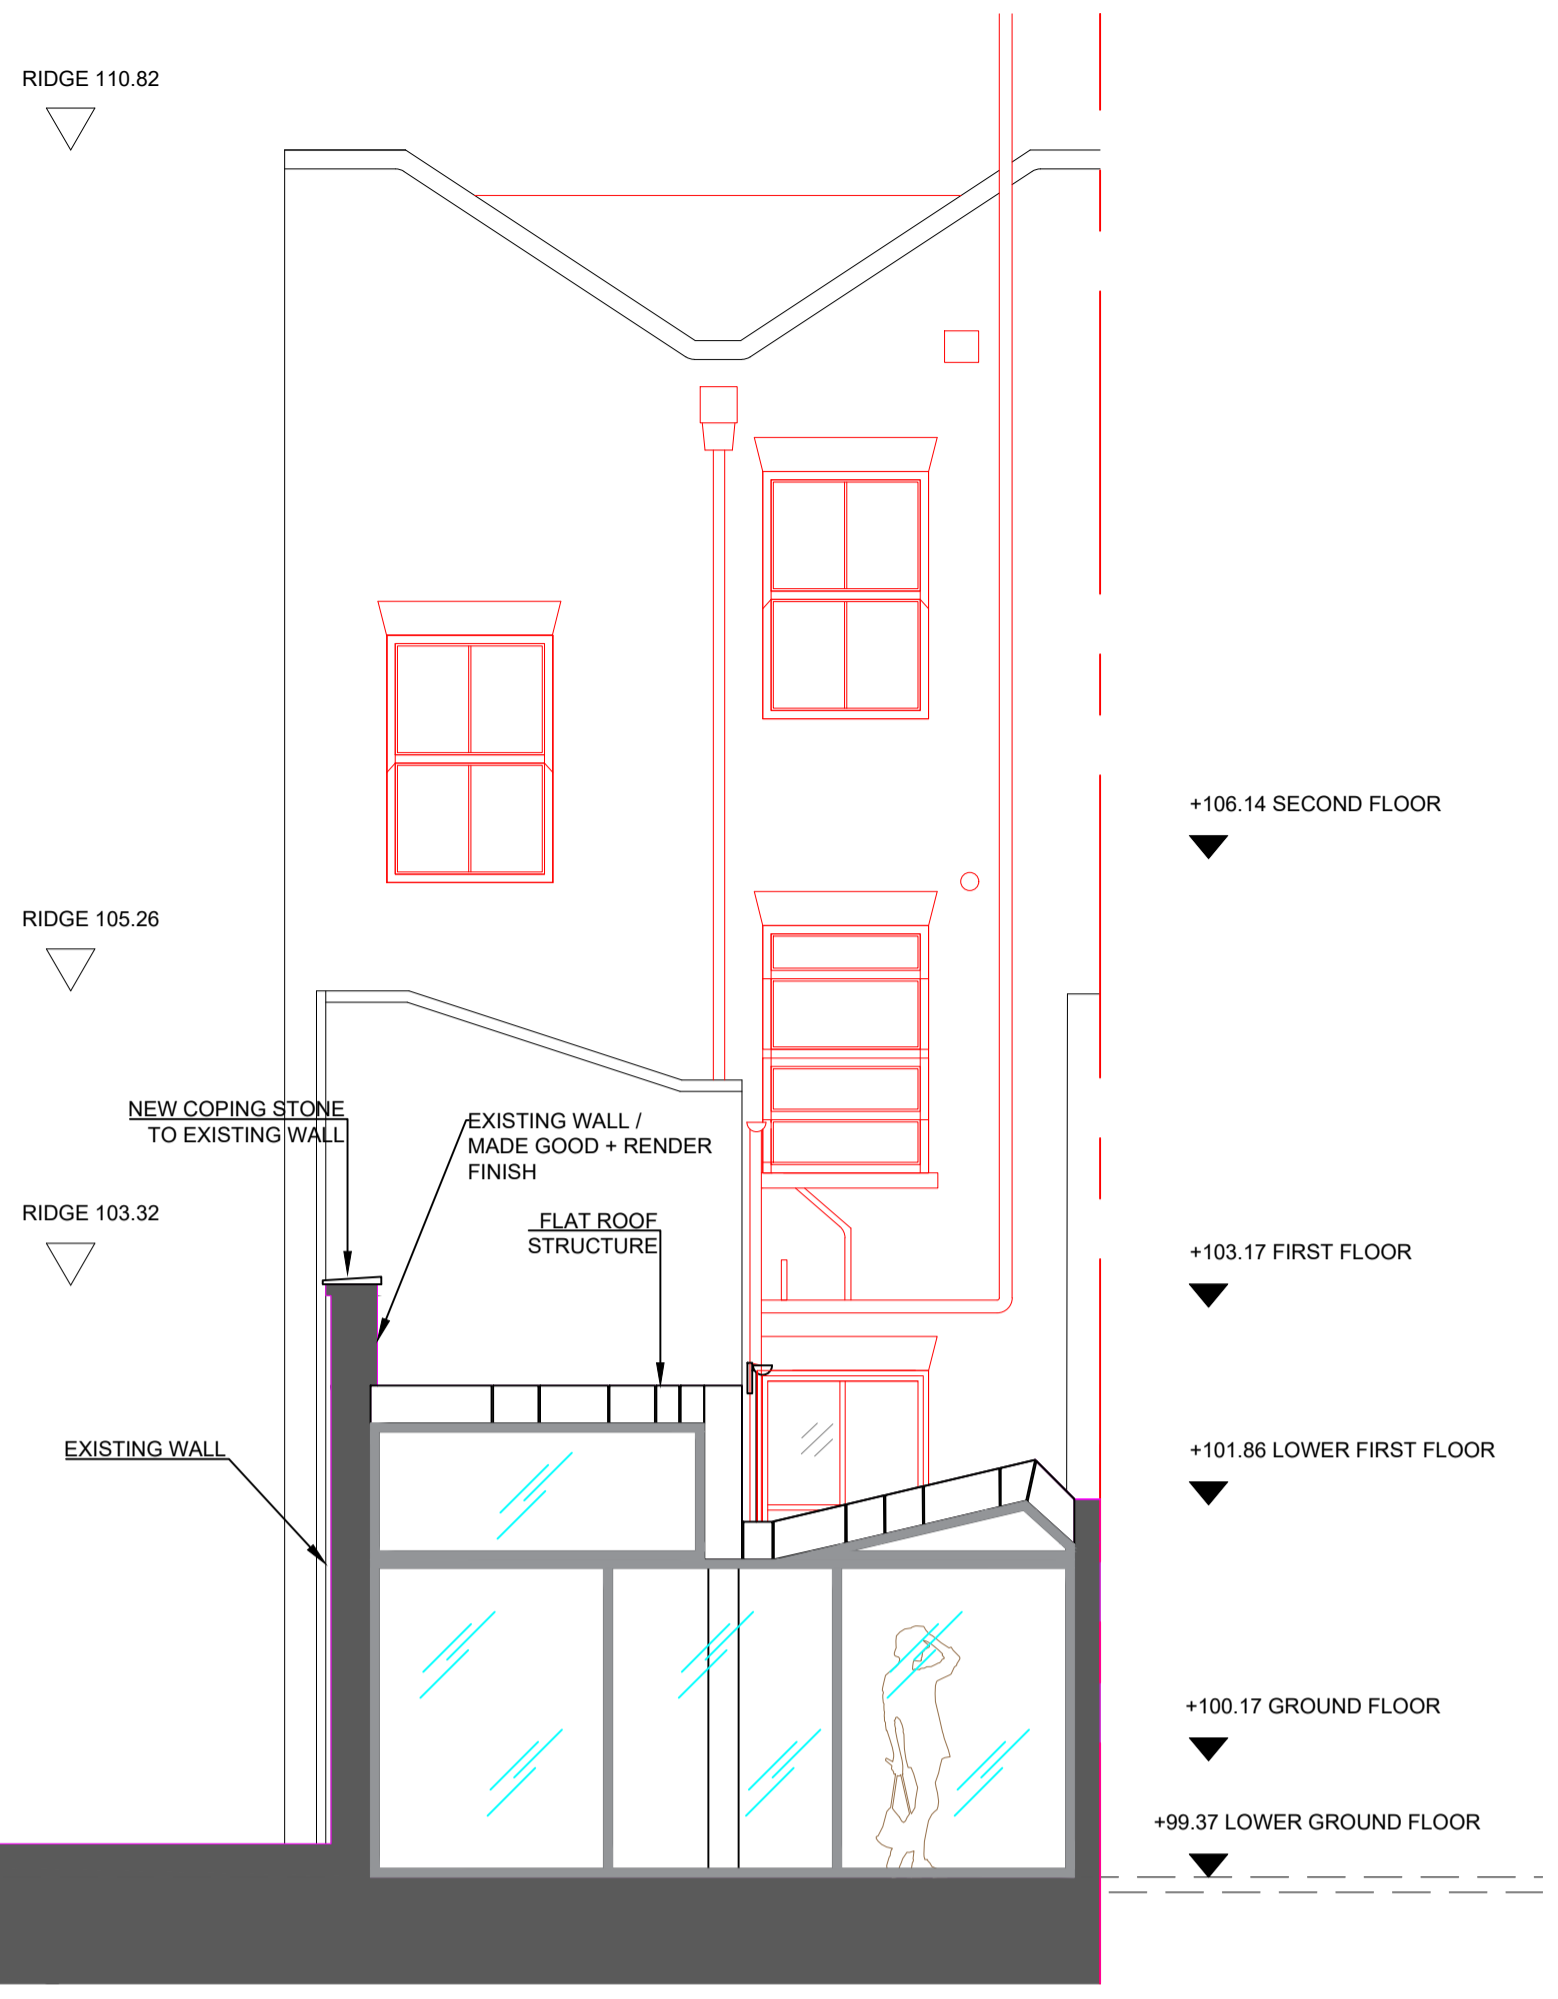 RIDGE 110.82
+106.14 SECOND FLOOR
RIDGE 105.26
NEW COPING STONE
TO EXISTING WALL
EXISTING WALL /
MADE GOOD + RENDER
FINISH
RIDGE 103.32
FLAT ROOF
STRUCTURE
+103.17 FIRST FLOOR
EXISTING WALL
+101.86 LOWER FIRST FLOOR
+100.17 GROUND FLOOR
+99.37 LOWER GROUND FLOOR